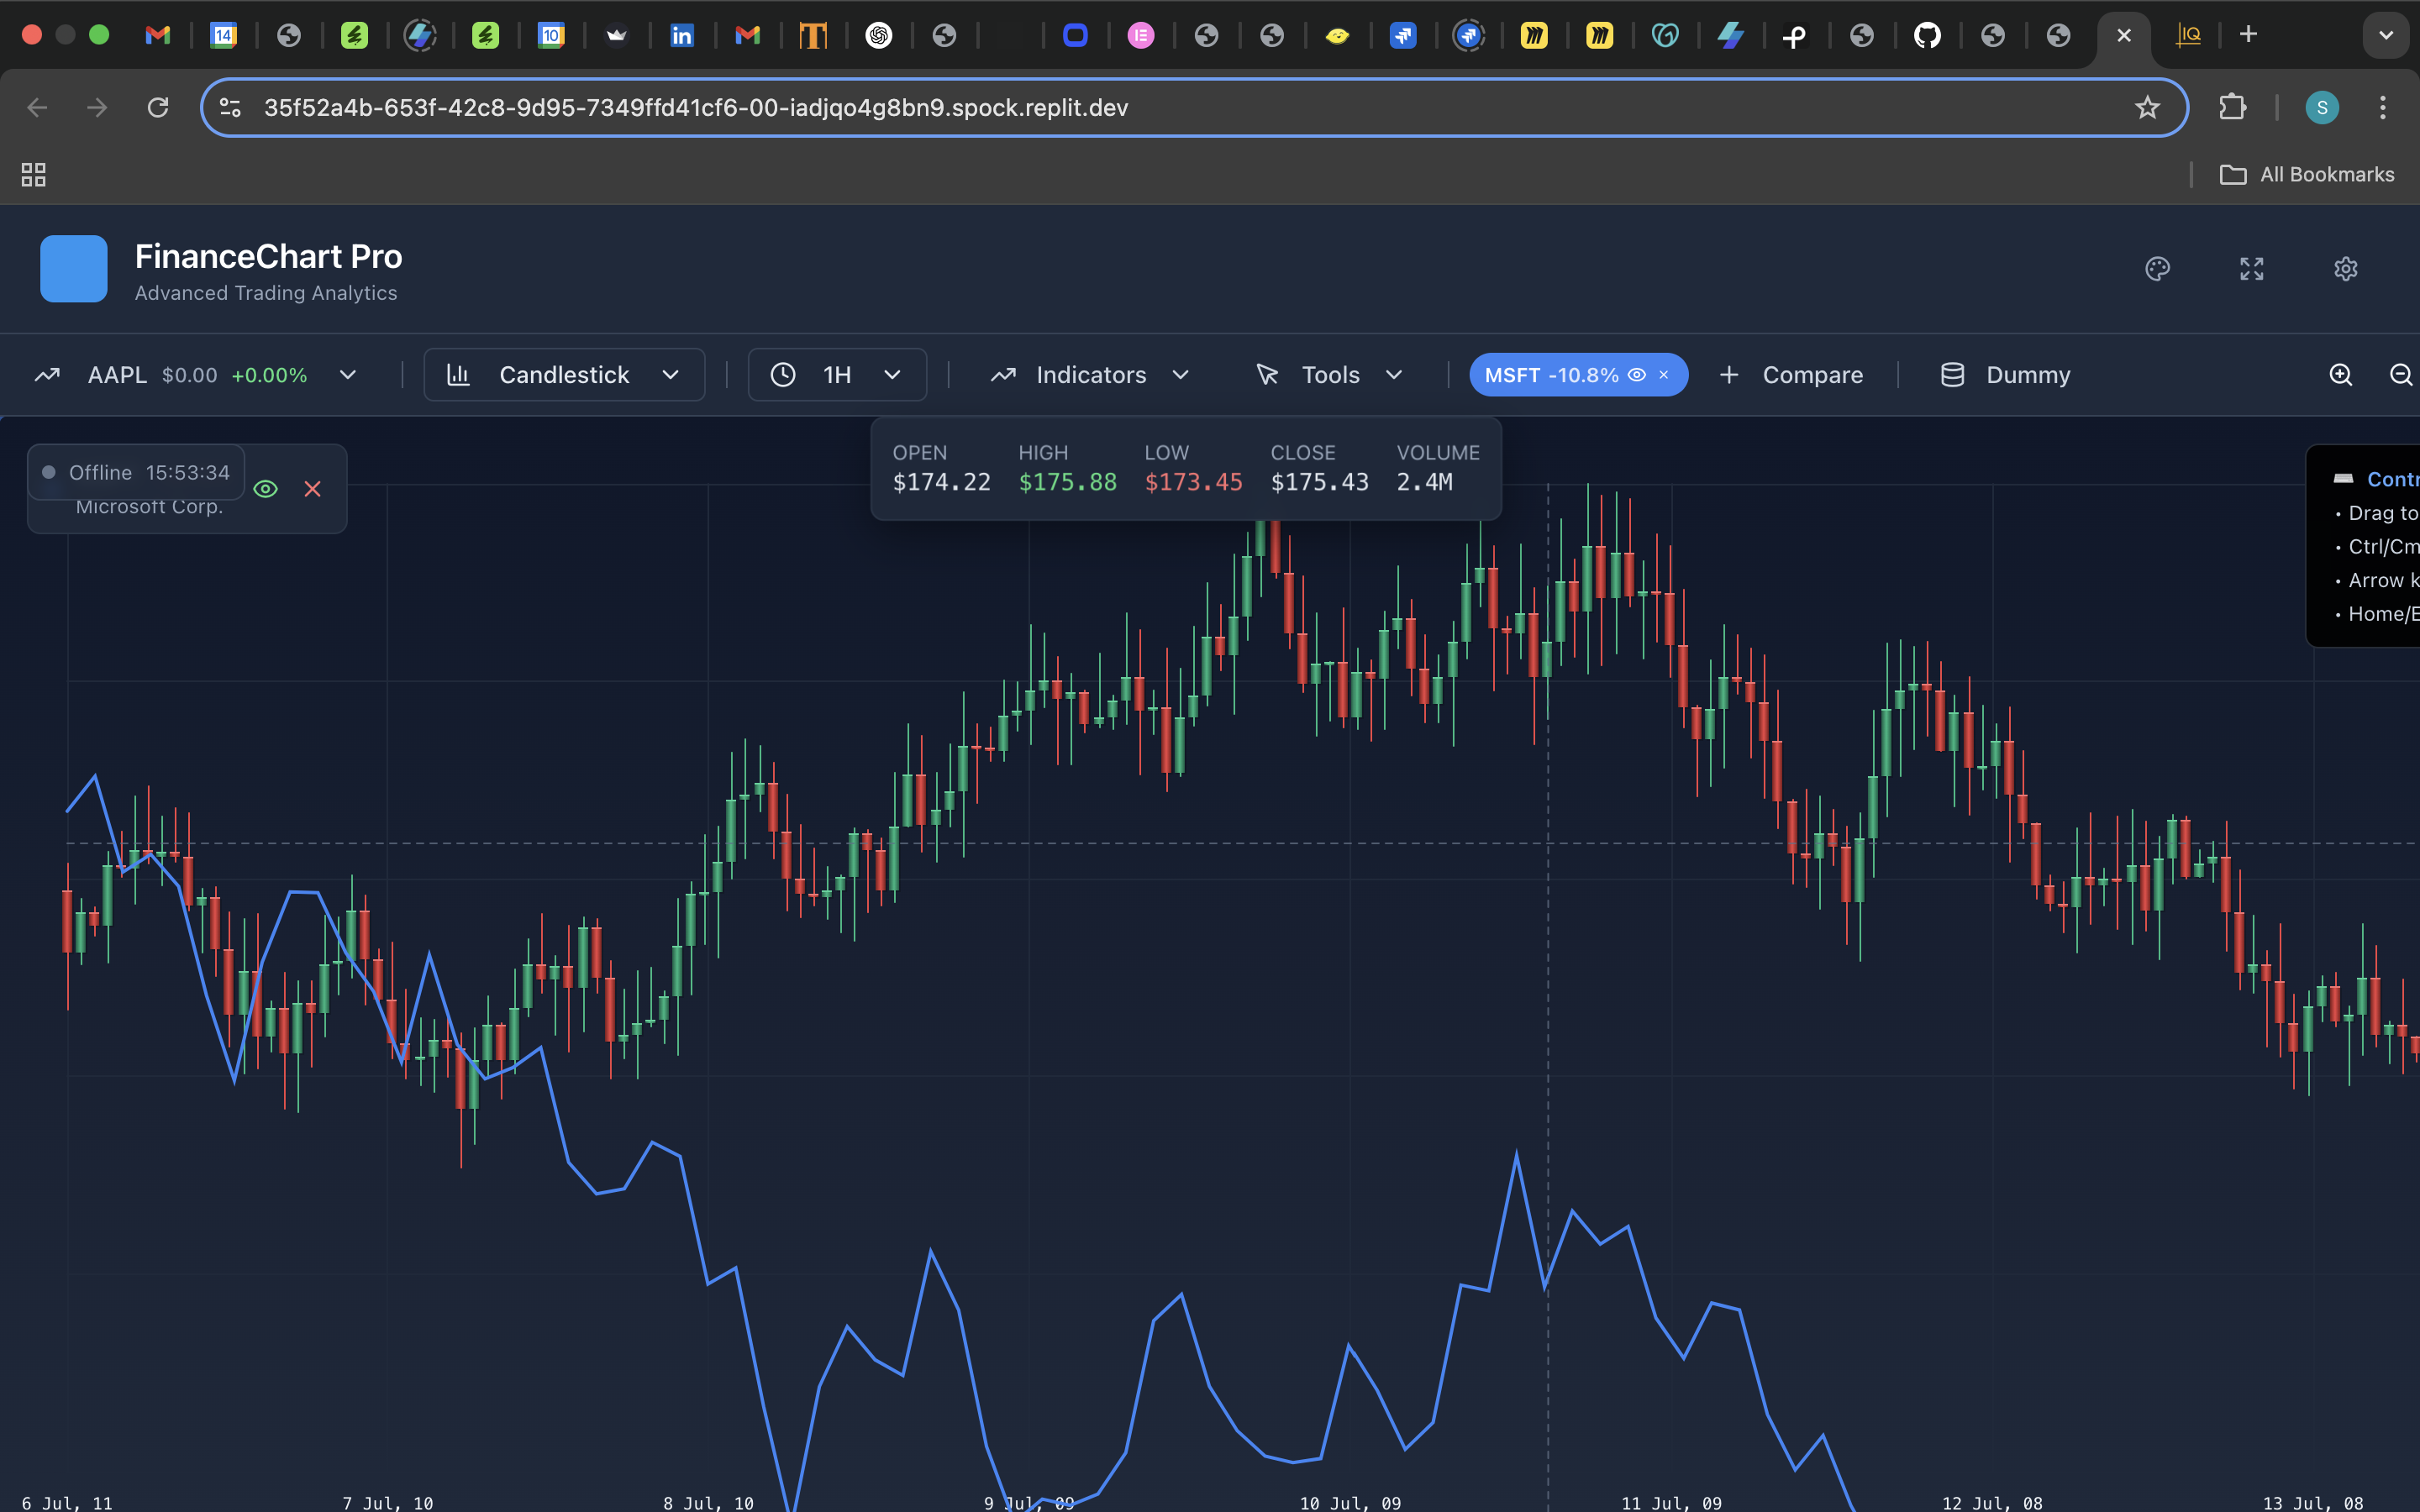 14
10
T
IQ
35f52a4b-653f-42c8-9d95-7349ffd41cf6-00-iadjqo4g8bn9.spock.replit.dev
S
All Bookmarks
FinanceChart Pro
Advanced Trading Analytics
AAPL $0.00 +0.00%
Candlestick
1H
Indicators
Tools
MSFT -10.8% ×
+ Compare
Dummy
OPEN HIGH LOW CLOSE VOLUME
$174.22 $175.88 $173.45 $175.43 2.4M
Offline 15:53:34
Microsoft Corp.
Contr
• Drag to
• Ctrl/Cm
• Arrow k
• Home/E
6 Jul, 11 7 Jul, 10 8 Jul, 10 9 Jul, 09 10 Jul, 09 11 Jul, 09 12 Jul, 08 13 Jul, 08